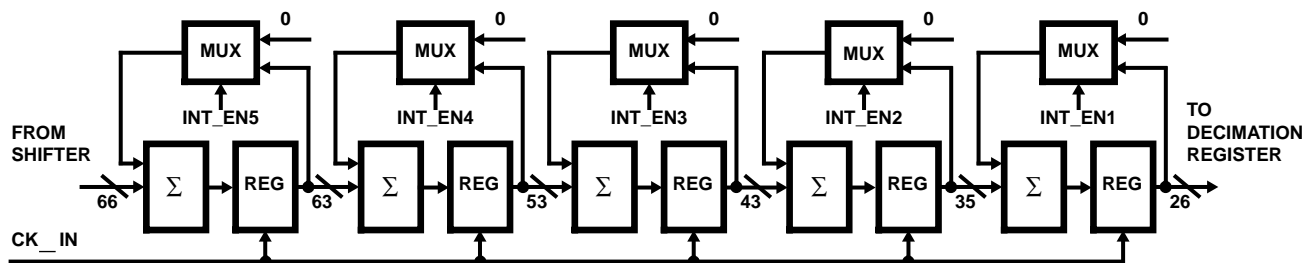 0 0 0 0 0
MUX MUX MUX MUX MUX
INT_EN5 INT_EN4 INT_EN3 INT_EN2 INT_EN1
FROM
SHIFTER
TO
DECIMATION
REGISTER
Σ REG Σ REG Σ REG Σ REG Σ REG
66 63 53 43 35 26
CK_IN